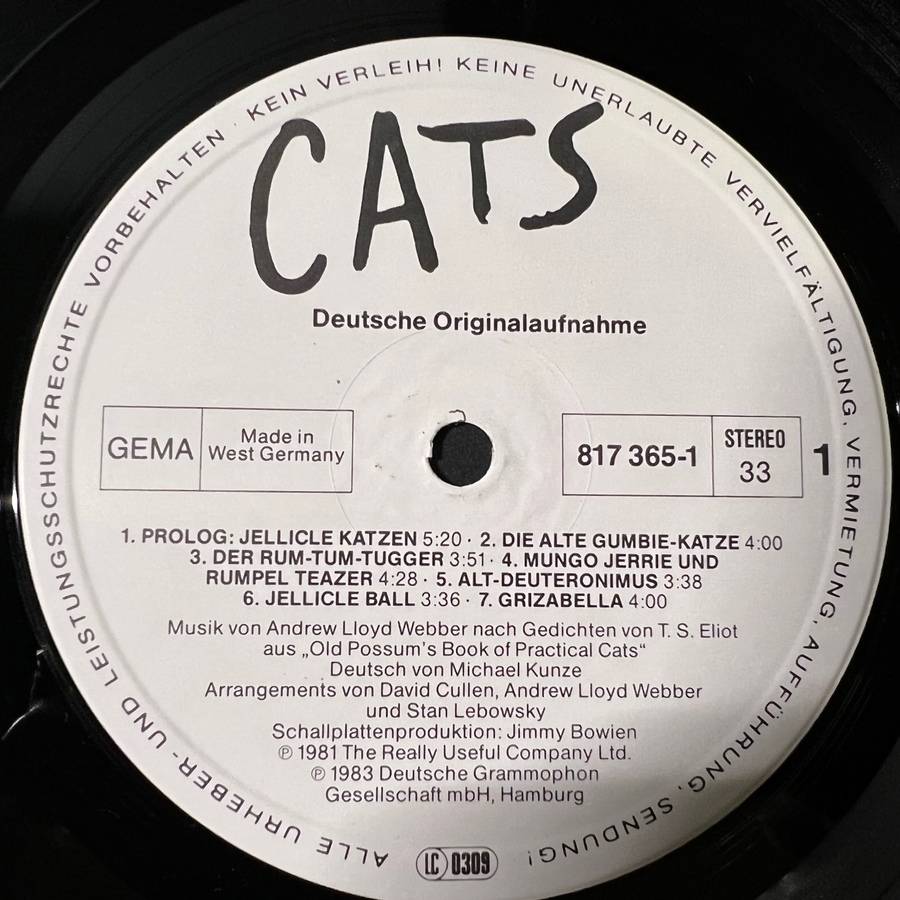 ALLE URHEBER- UND LEISTUNGSSCHUTZRECHTE VORBEHALTEN · KEIN VERLEIH! KEINE UNERLAUBTE VERVIELFÄLTIGUNG, VERMIETUNG, AUFFÜHRUNG, SENDUNG!
CATS
Deutsche Originalaufnahme
GEMA
Made in
West Germany
817 365-1
STEREO
33
1
1. PROLOG: JELLICLE KATZEN 5:20 · 2. DIE ALTE GUMBIE-KATZE 4:00
3. DER RUM-TUM-TUGGER 3:51 · 4. MUNGO JERRIE UND
RUMPEL TEAZER 4:28 · 5. ALT-DEUTERONIMUS 3:38
6. JELLICLE BALL 3:36 · 7. GRIZABELLA 4:00
Musik von Andrew Lloyd Webber nach Gedichten von T. S. Eliot
aus „Old Possum's Book of Practical Cats“
Deutsch von Michael Kunze
Arrangements von David Cullen, Andrew Lloyd Webber
und Stan Lebowsky
Schallplattenproduktion: Jimmy Bowien
℗ 1981 The Really Useful Company Ltd.
℗ 1983 Deutsche Grammophon
Gesellschaft mbH, Hamburg
LC 0309